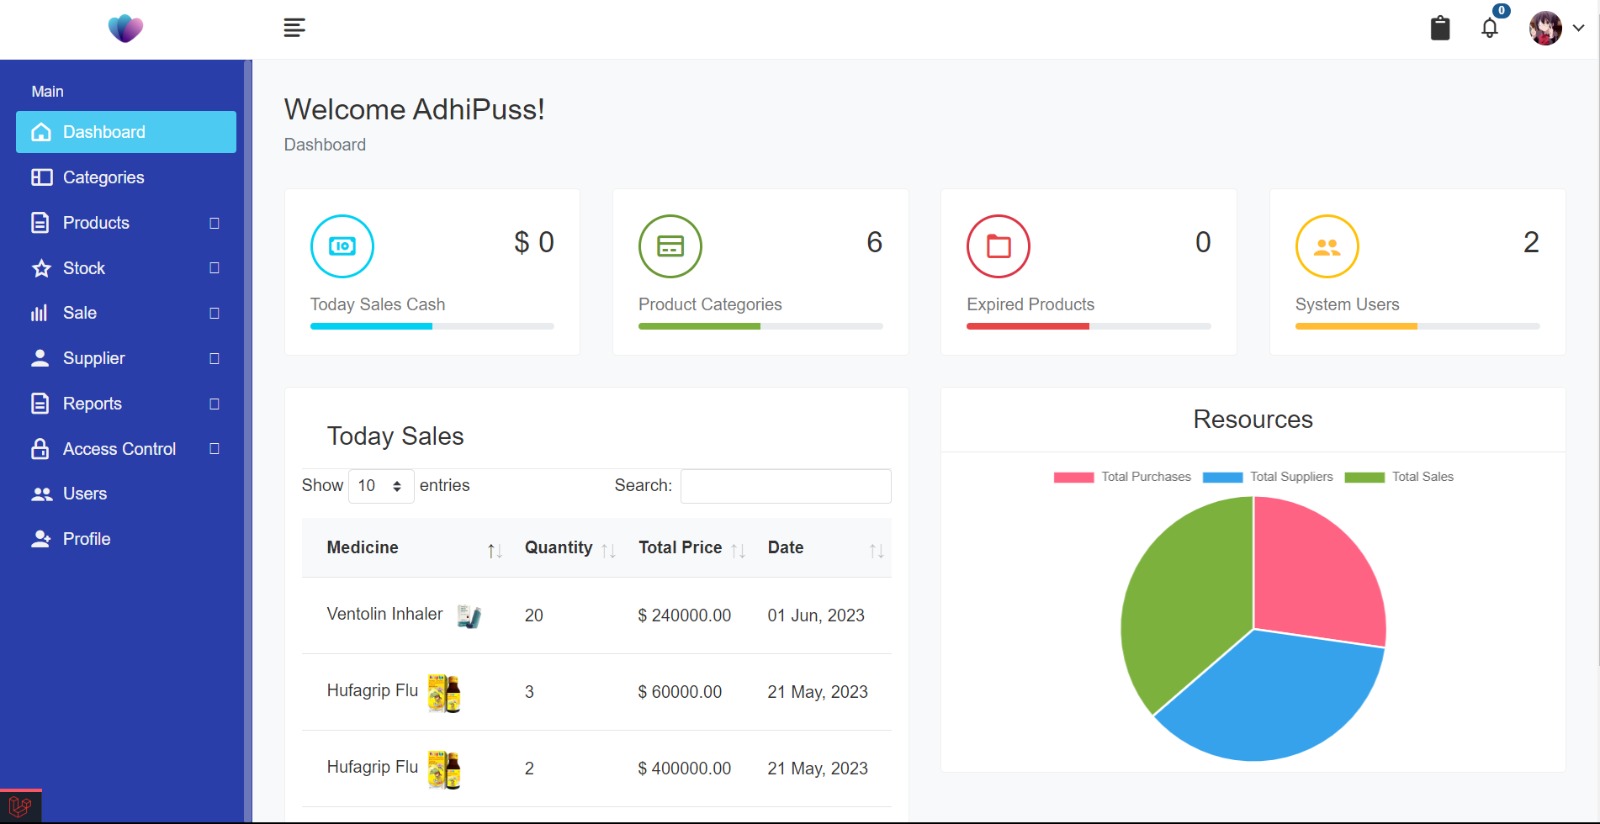 0
Main
Dashboard
Categories
Products
Stock
Sale
Supplier
Reports
Access Control
Users
Profile
Welcome AdhiPuss!
Dashboard
$ 0
Today Sales Cash
6
Product Categories
0
Expired Products
2
System Users
Today Sales
Show 10 entries Search:
Medicine Quantity Total Price Date
Ventolin Inhaler 20 $ 240000.00 01 Jun, 2023
Hufagrip Flu 3 $ 60000.00 21 May, 2023
Hufagrip Flu 2 $ 400000.00 21 May, 2023
Resources
Total Purchases Total Suppliers Total Sales